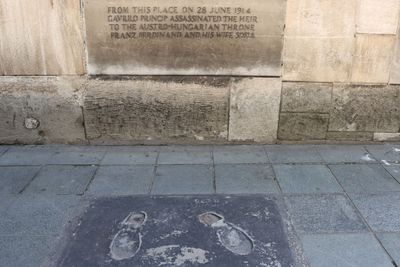 FROM THIS PLACE ON 28 JUNE 1914
GAVRILO PRINCIP ASSASSINATED THE HEIR
TO THE AUSTRO-HUNGARIAN THRONE
FRANZ FERDINAND AND HIS WIFE SOFIA